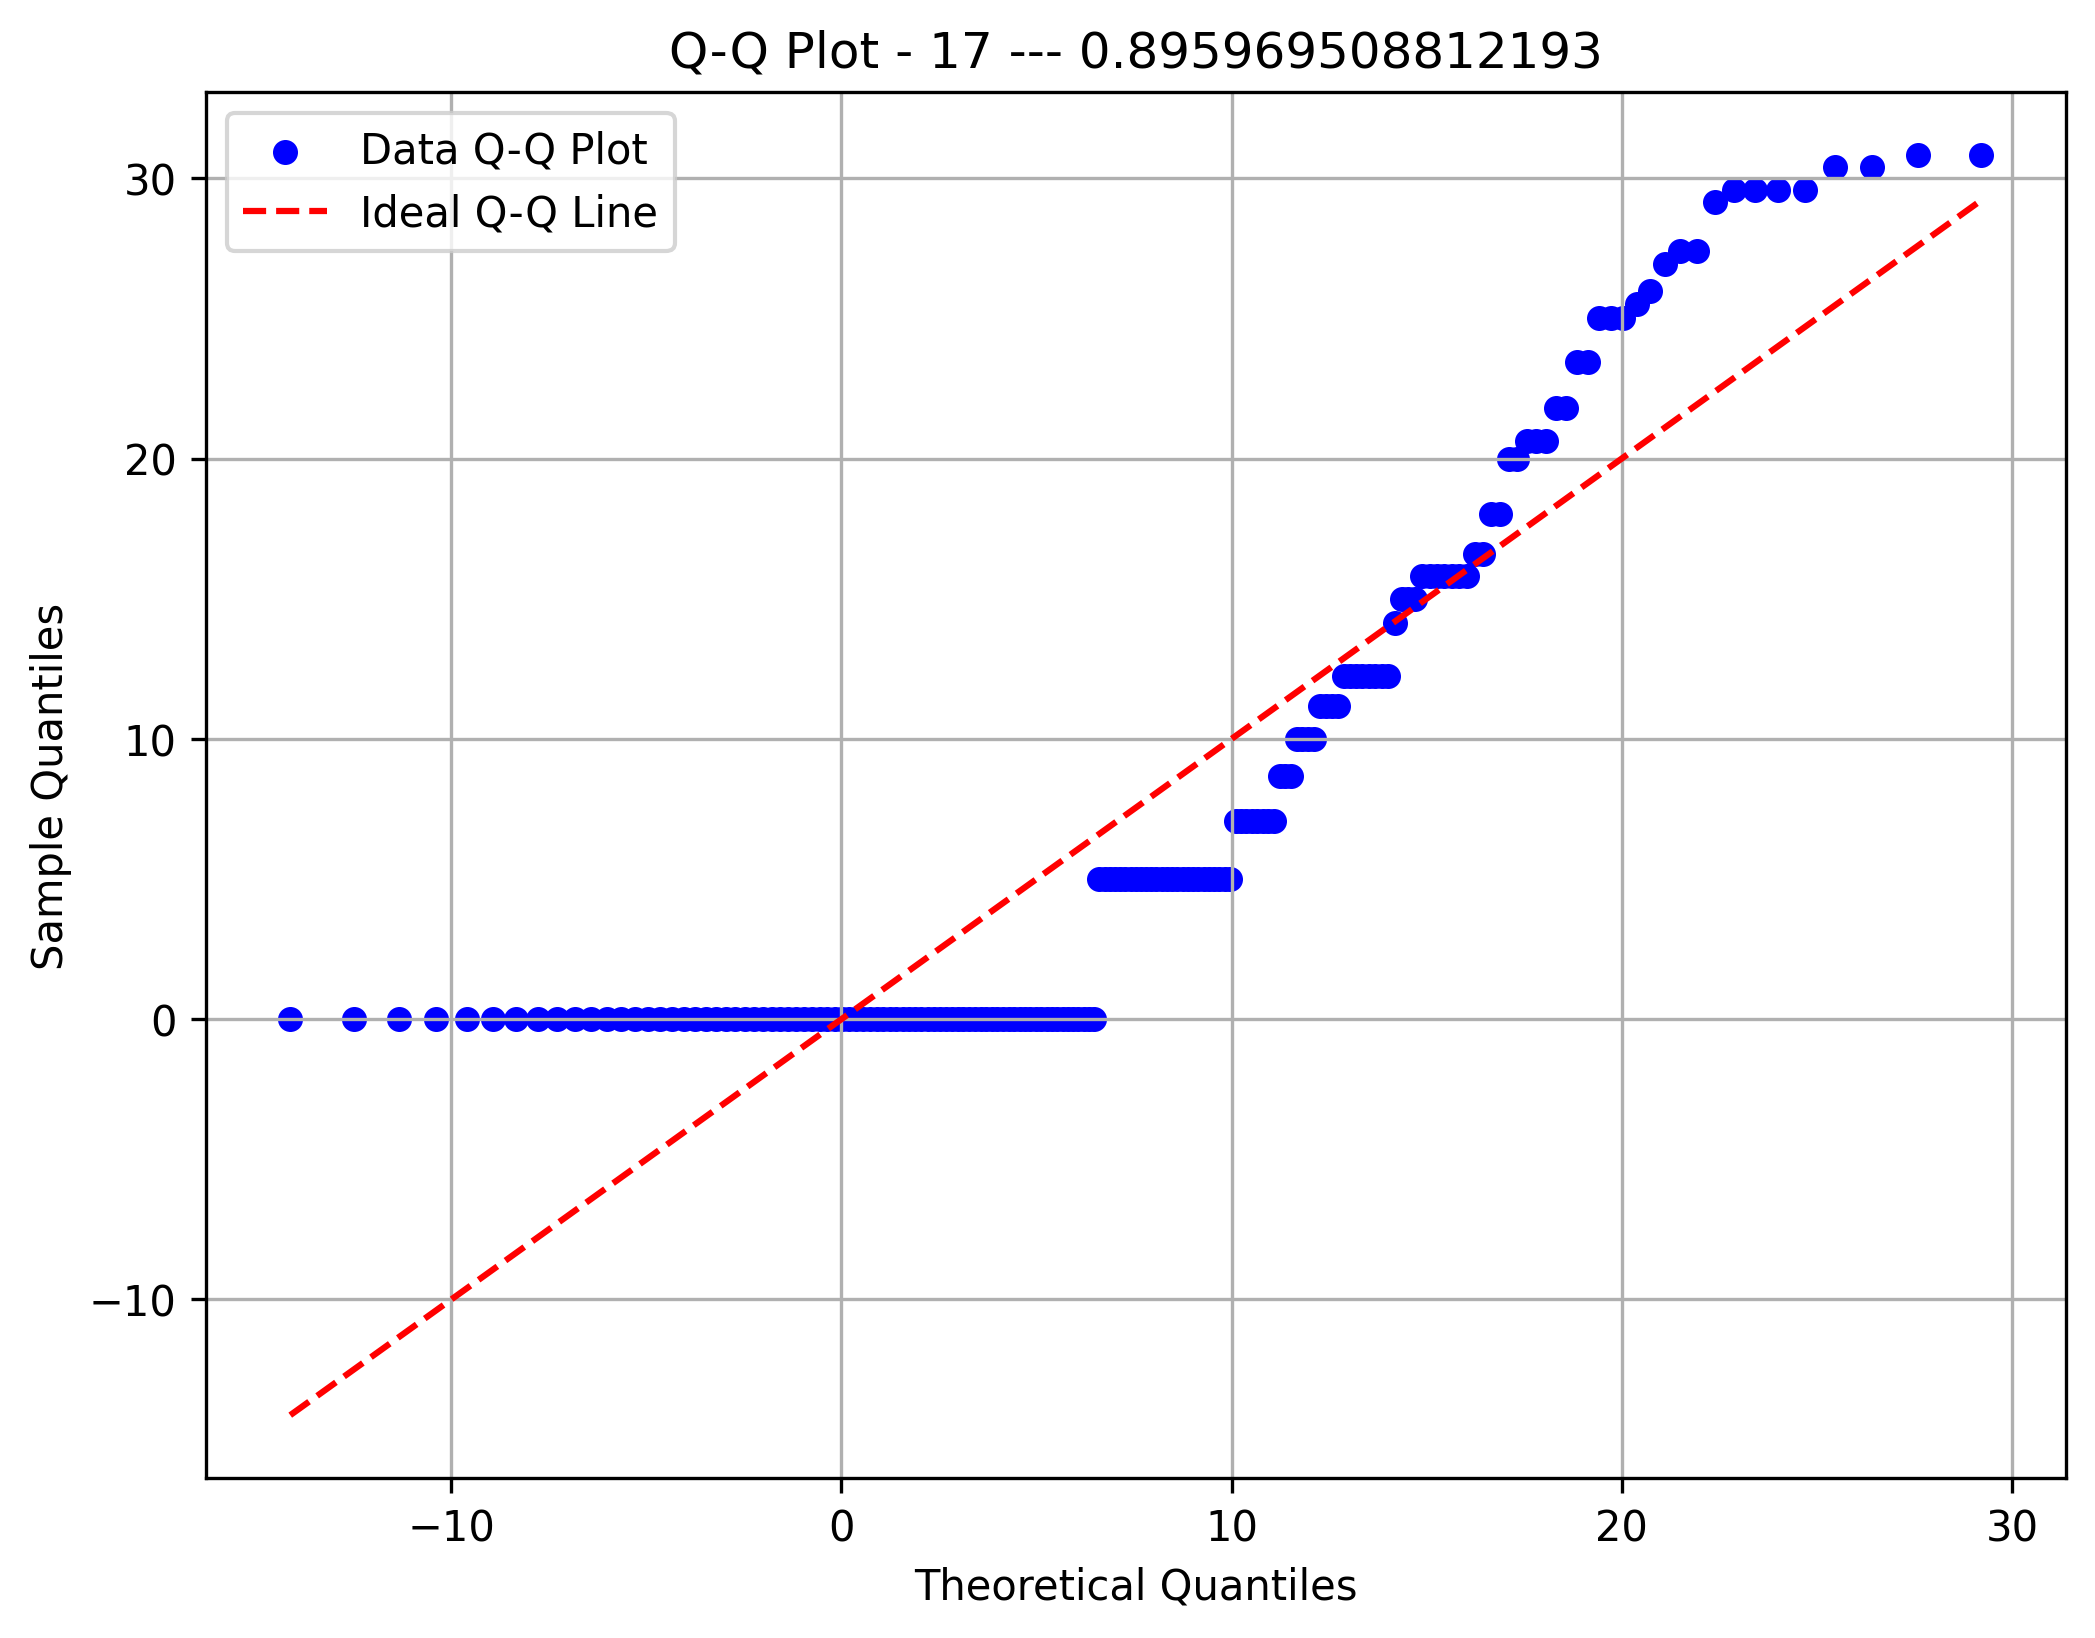 Q-Q Plot - 17 --- 0.895969508812193
Data Q-Q Plot
Ideal Q-Q Line
30
20
10
0
−10
Sample Quantiles
−10 0 10 20 30
Theoretical Quantiles